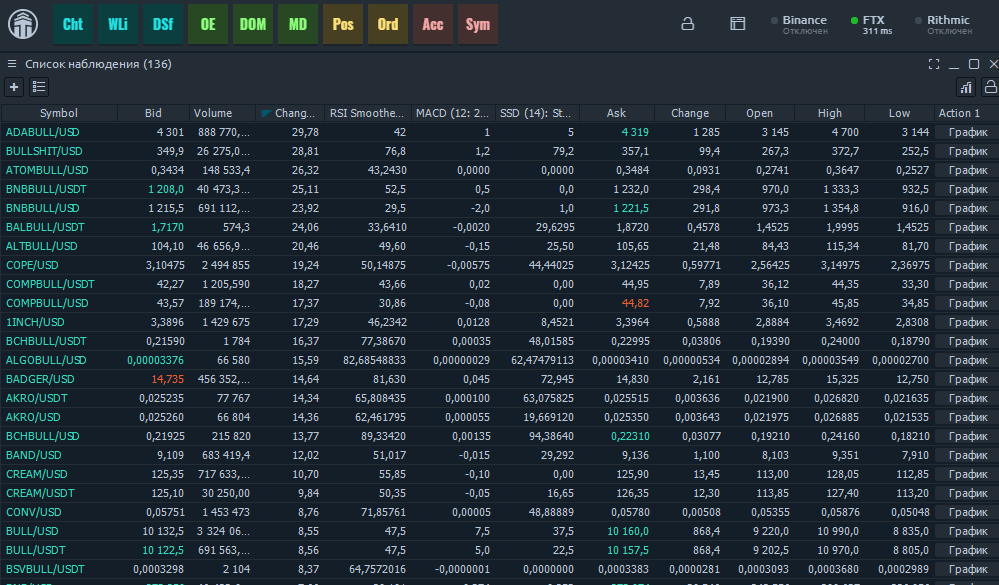 Cht WLi DSf OE DOM MD Pos Ord Acc Sym Binance FTX Rithmic
Отключен 311 ms Отключен
Список наблюдения (136)
Symbol Bid Volume Chang... RSI Smoothe... MACD (12: 2... SSD (14): St... Ask Change Open High Low Action 1
ADABULL/USD 4 301 888 770,... 29,78 42 1 5 4 319 1 285 3 145 4 700 3 144 График
BULLSHIT/USD 349,9 26 275,0... 28,81 76,8 1,2 79,2 357,1 99,4 267,3 372,7 252,5 График
ATOMBULL/USD 0,3434 148 533,4 26,32 43,2430 0,0000 0,0000 0,3484 0,0931 0,2741 0,3647 0,2527 График
BNBBULL/USDT 1 208,0 40 473,3... 25,11 52,5 0,5 0,0 1 232,0 298,4 970,0 1 333,3 932,5 График
BNBBULL/USD 1 215,5 691 112,... 23,92 29,5 -2,0 1,0 1 221,5 291,8 973,3 1 354,8 916,0 График
BALBULL/USDT 1,7170 574,3 24,06 33,6410 -0,0020 29,6295 1,8720 0,4578 1,4525 1,9995 1,4525 График
ALTBULL/USD 104,10 46 656,9... 20,46 49,60 -0,15 25,50 105,65 21,48 84,43 115,34 81,70 График
COPE/USD 3,10475 2 494 855 19,24 50,14875 -0,00575 44,44025 3,12425 0,59771 2,56425 3,14975 2,36975 График
COMPBULL/USDT 42,27 1 205,590 18,27 43,66 0,02 0,00 44,95 7,89 36,12 44,35 33,30 График
COMPBULL/USD 43,57 189 174,... 17,37 30,86 -0,08 0,00 44,82 7,92 36,10 45,85 34,85 График
1INCH/USD 3,3896 1 429 675 17,29 46,2342 0,0128 8,4521 3,3964 0,5888 2,8884 3,4692 2,8308 График
BCHBULL/USDT 0,21590 1 784 16,37 77,38670 0,00035 48,01585 0,22995 0,03806 0,19390 0,24000 0,18790 График
ALGOBULL/USD 0,00003376 66 580 15,59 82,68548833 0,00000029 62,47479113 0,00003410 0,00000534 0,00002894 0,00003549 0,00002700 График
BADGER/USD 14,735 456 352,... 14,64 81,630 0,045 72,945 14,830 2,161 12,785 15,325 12,750 График
AKRO/USDT 0,025235 77 767 14,34 65,808435 0,000100 63,075825 0,025515 0,003636 0,021900 0,026820 0,021635 График
AKRO/USD 0,025260 66 804 14,36 62,461795 0,000055 19,669120 0,025350 0,003643 0,021975 0,026885 0,021535 График
BCHBULL/USD 0,21925 215 820 13,77 89,33420 0,00135 94,38640 0,22310 0,03077 0,19210 0,24160 0,18210 График
BAND/USD 9,109 683 419,4 12,02 51,017 -0,015 29,292 9,136 1,100 8,103 9,351 7,910 График
CREAM/USD 125,35 717 633,... 10,70 55,85 -0,10 0,00 125,90 13,45 113,00 128,05 112,85 График
CREAM/USDT 125,10 30 250,00 9,84 50,35 -0,05 16,65 126,35 12,30 113,85 127,40 113,20 График
CONV/USD 0,05751 1 453 473 8,76 71,85761 0,00005 48,88889 0,05780 0,00508 0,05355 0,05876 0,05048 График
BULL/USD 10 132,5 3 324 06... 8,55 47,5 7,5 37,5 10 160,0 868,4 9 220,0 10 990,0 8 835,0 График
BULL/USDT 10 122,5 691 563,... 8,56 47,5 5,0 22,5 10 157,5 868,4 9 202,5 10 970,0 8 805,0 График
BSVBULL/USDT 0,0003298 2 104 8,37 64,7572016 -0,0000001 0,0000000 0,0003383 0,0000281 0,0003093 0,0003680 0,0002989 График